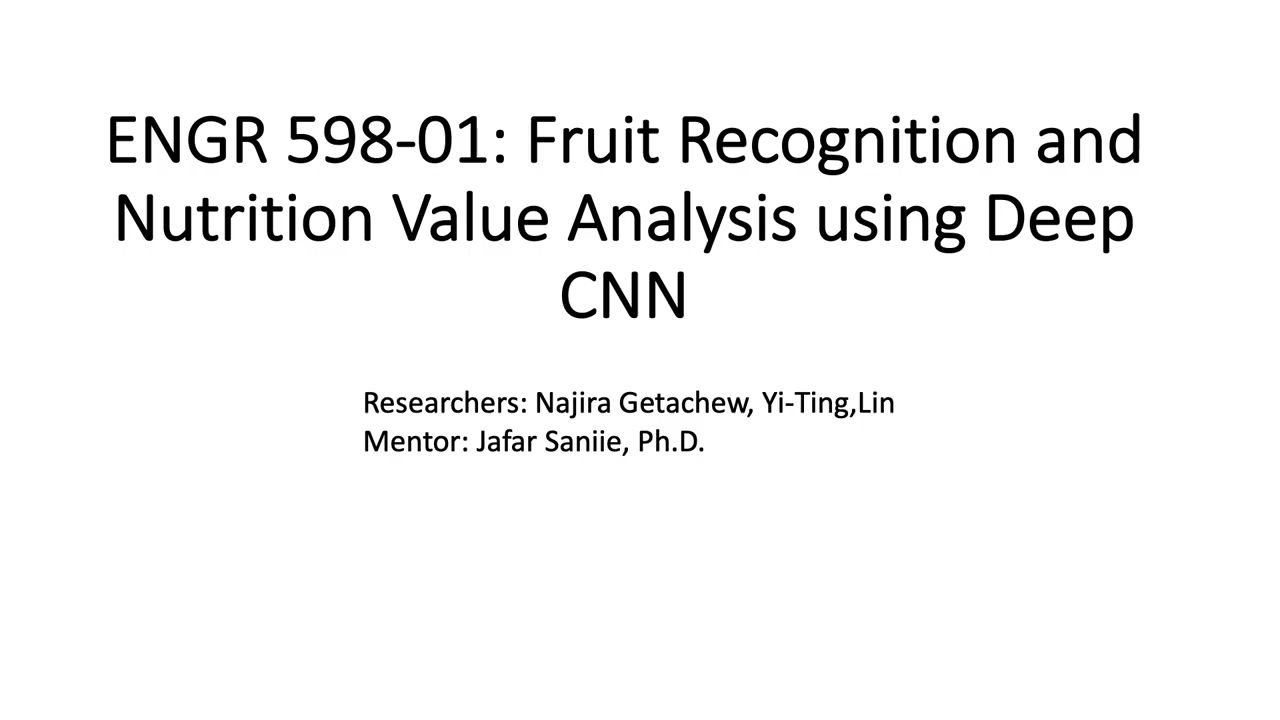 ENGR 598-01: Fruit Recognition and
Nutrition Value Analysis using Deep
CNN
Researchers: Najira Getachew, Yi-Ting,Lin
Mentor: Jafar Saniie, Ph.D.